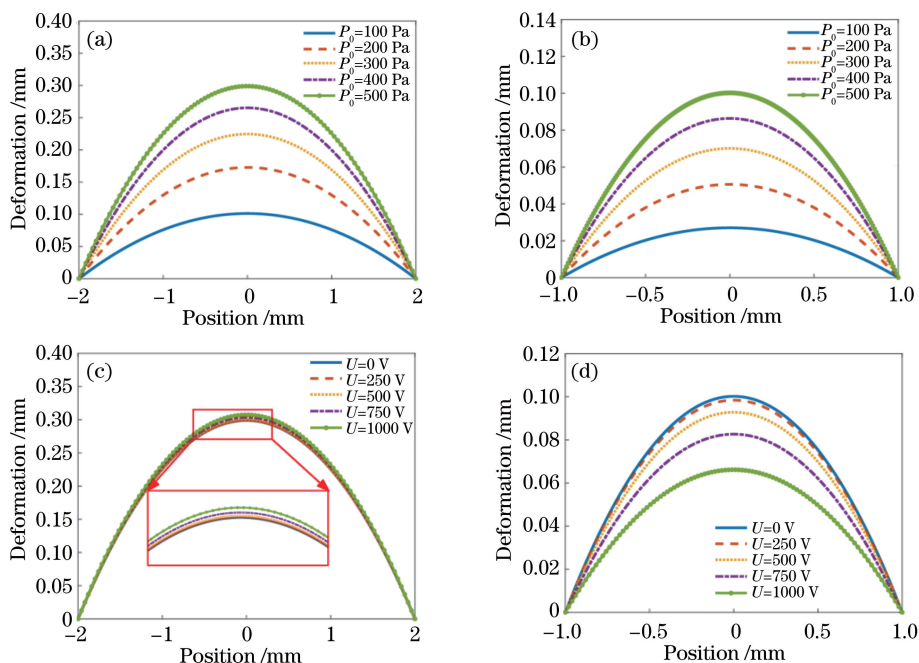 (a)
P0=100 Pa
P0=200 Pa
P0=300 Pa
P0=400 Pa
P0=500 Pa
0.40
0.35
0.30
0.25
0.20
0.15
0.10
0.05
0
−2 −1 0 1 2
Deformation /mm
Position /mm
(b)
P0=100 Pa
P0=200 Pa
P0=300 Pa
P0=400 Pa
P0=500 Pa
0.14
0.12
0.10
0.08
0.06
0.04
0.02
0
−1.0 −0.5 0 0.5 1.0
Deformation /mm
Position /mm
(c)
U=0 V
U=250 V
U=500 V
U=750 V
U=1000 V
0.40
0.35
0.30
0.25
0.20
0.15
0.10
0.05
0
−2 −1 0 1 2
Deformation /mm
Position /mm
(d)
U=0 V
U=250 V
U=500 V
U=750 V
U=1000 V
0.12
0.10
0.08
0.06
0.04
0.02
0
−1.0 −0.5 0 0.5 1.0
Deformation /mm
Position /mm